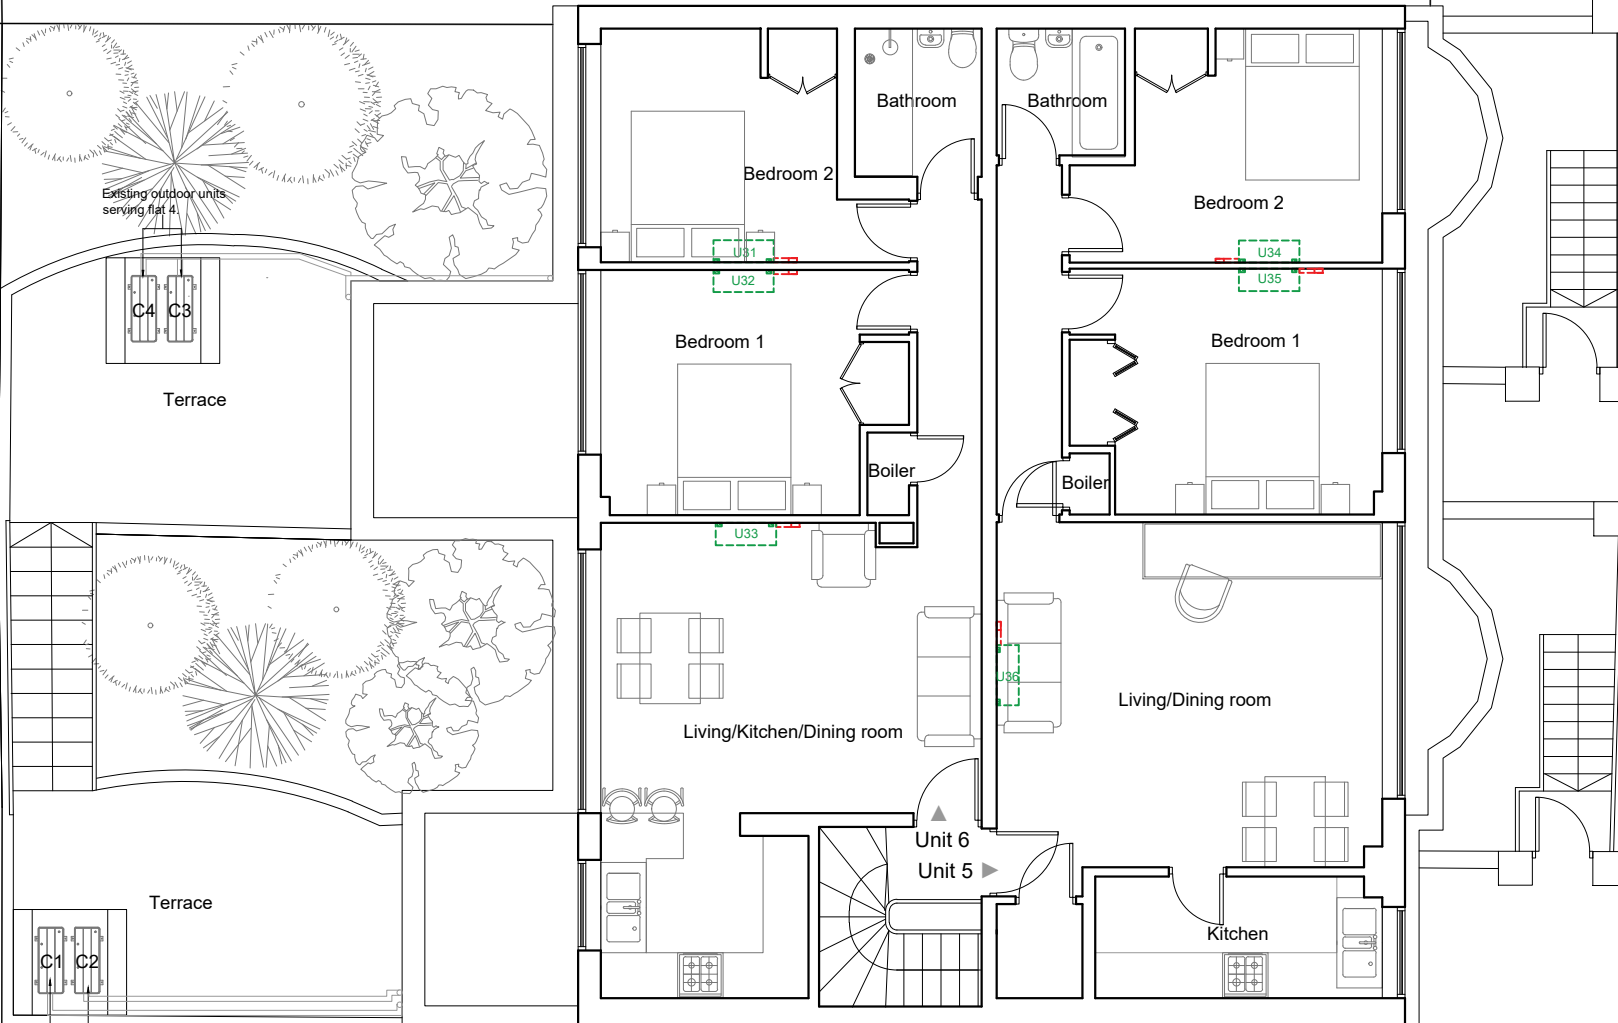 Bathroom
Bathroom
Bedroom 2
Bedroom 2
Existing outdoor units
serving flat 4.
U31
U32
U34
U35
C4
C3
Bedroom 1
Bedroom 1
Terrace
Boiler
Boiler
U33
U36
Living/Kitchen/Dining room
Living/Dining room
Unit 6
Unit 5
Terrace
Kitchen
C1
C2